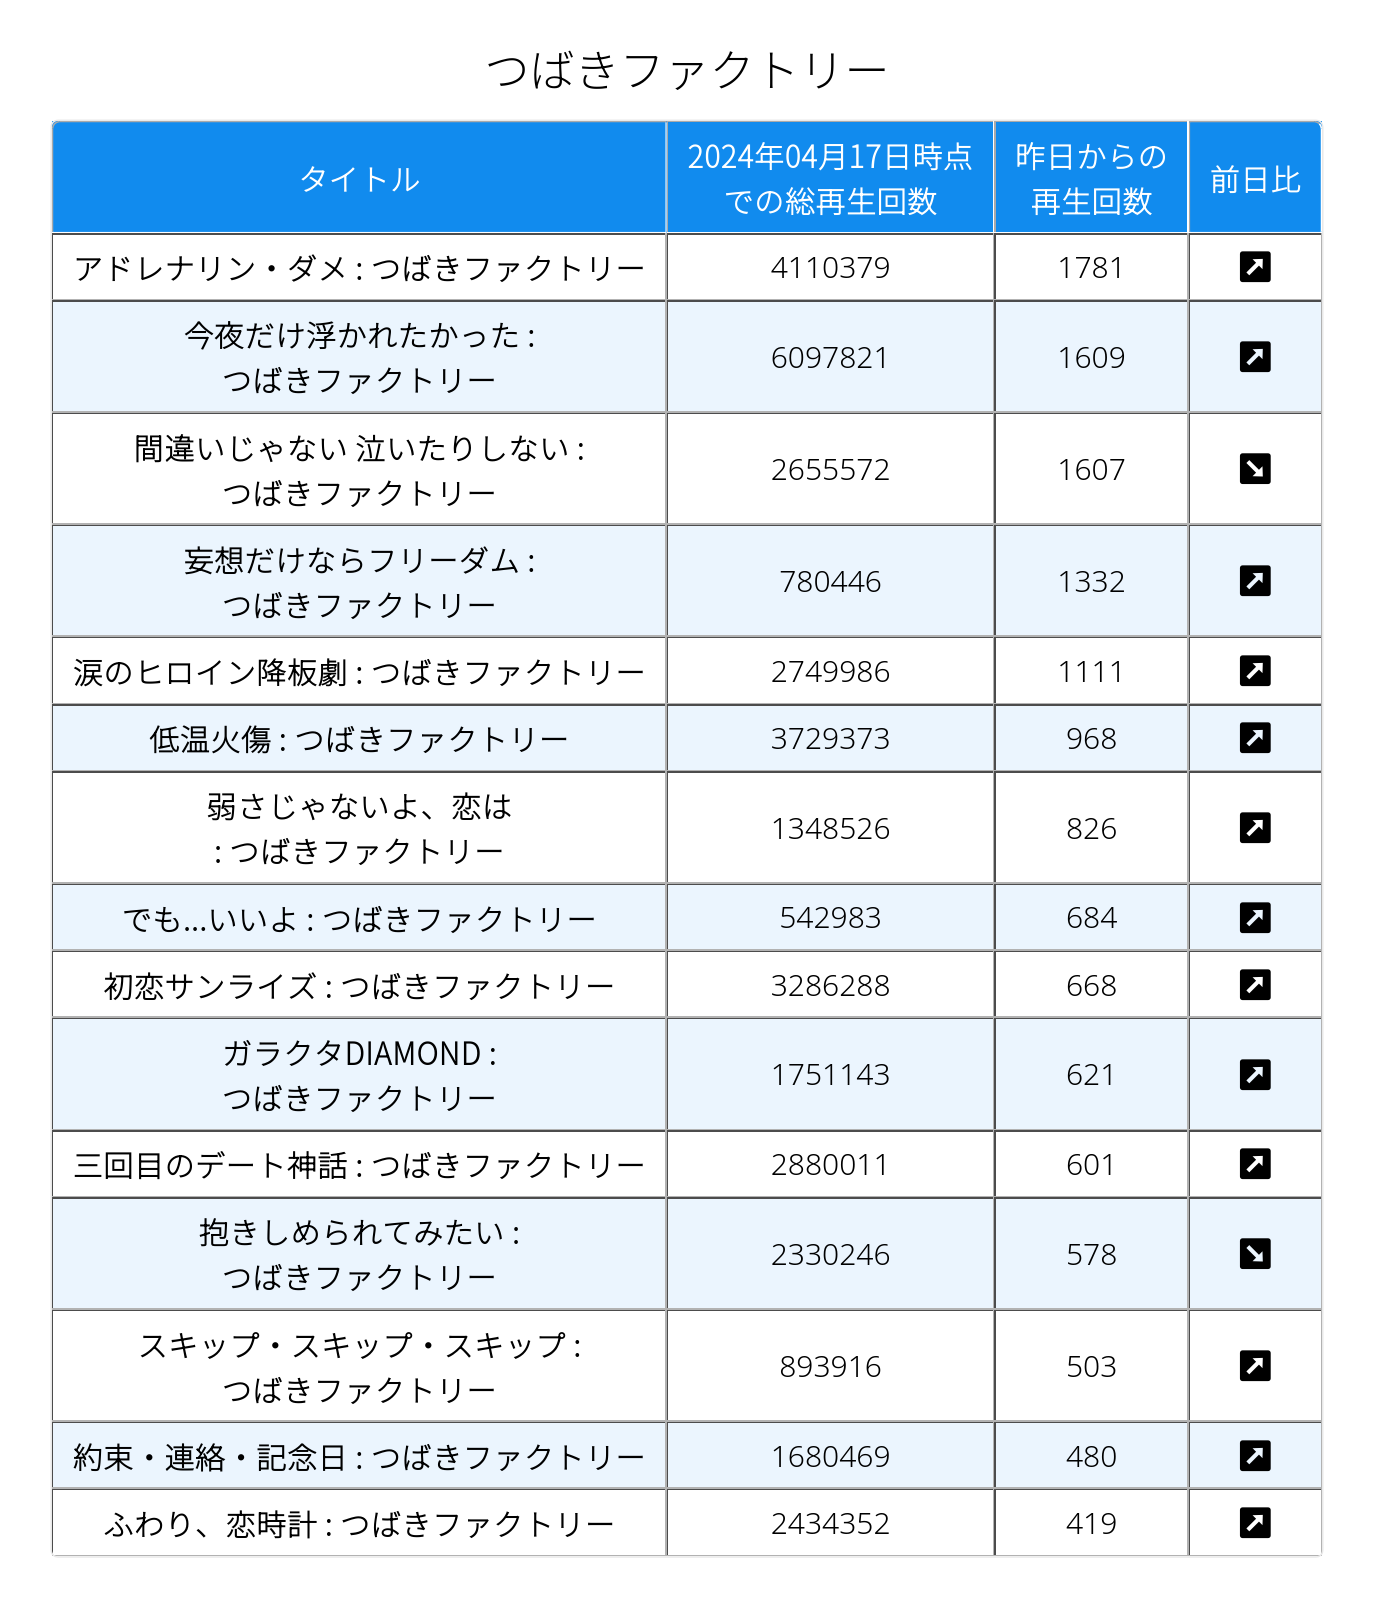 つばきファクトリー
タイトル
2024年04月17日時点
での総再生回数
昨日からの
再生回数
前日比
アドレナリン・ダメ : つばきファクトリー
4110379
1781
今夜だけ浮かれたかった :
つばきファクトリー
6097821
1609
間違いじゃない 泣いたりしない :
つばきファクトリー
2655572
1607
妄想だけならフリーダム :
つばきファクトリー
780446
1332
涙のヒロイン降板劇 : つばきファクトリー
2749986
1111
低温火傷 : つばきファクトリー
3729373
968
弱さじゃないよ、恋は
: つばきファクトリー
1348526
826
でも...いいよ : つばきファクトリー
542983
684
初恋サンライズ : つばきファクトリー
3286288
668
ガラクタDIAMOND :
つばきファクトリー
1751143
621
三回目のデート神話 : つばきファクトリー
2880011
601
抱きしめられてみたい :
つばきファクトリー
2330246
578
スキップ・スキップ・スキップ :
つばきファクトリー
893916
503
約束・連絡・記念日 : つばきファクトリー
1680469
480
ふわり、恋時計 : つばきファクトリー
2434352
419